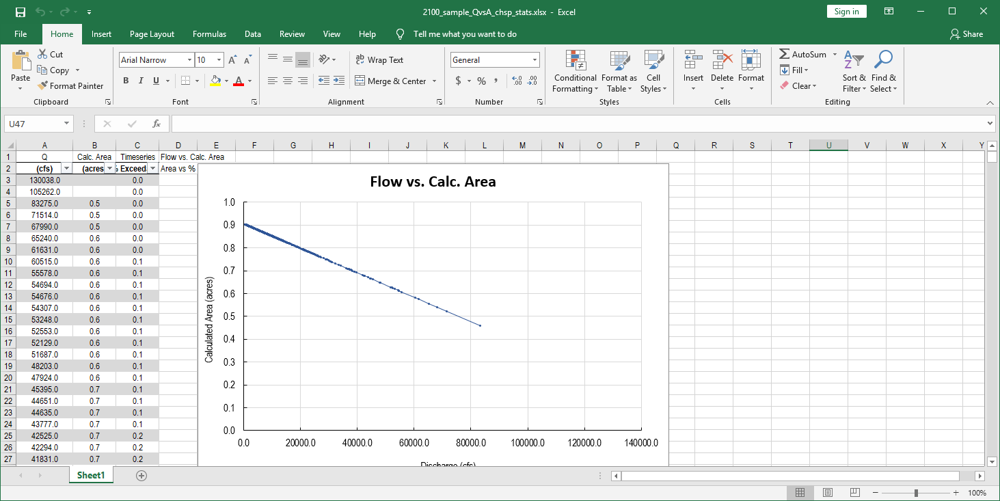 2100_sample_QvsA_chsp_stats.xlsx - Excel
Sign in
File Home Insert Page Layout Formulas Data Review View Help Tell me what you want to do Share
Cut
Copy
Format Painter
Paste
Clipboard
Arial Narrow 10 A A
B I U A
Font
ab Wrap Text
Merge & Center
Alignment
General
$ % , .00 .00
Number
Conditional Formatting
Format as Table
Cell Styles
Styles
Insert Delete Format
Cells
AutoSum
Fill
Clear
Sort & Filter
Find & Select
Editing
U47 fx
A B C D E F G H I J K L M N O P Q R S T U V W X Y
1 Q Calc. Area Timeseries Flow vs. Calc. Area
2 (cfs) (acres Exceed Area vs %
3 130038.0 0.0
4 105262.0 0.0
5 83275.0 0.5 0.0
6 71514.0 0.5 0.0
7 67990.0 0.5 0.0
8 65240.0 0.6 0.0
9 61631.0 0.6 0.0
10 60515.0 0.6 0.1
11 55578.0 0.6 0.1
12 54694.0 0.6 0.1
13 54676.0 0.6 0.1
14 54307.0 0.6 0.1
15 53248.0 0.6 0.1
16 52553.0 0.6 0.1
17 52129.0 0.6 0.1
18 51687.0 0.6 0.1
19 48203.0 0.6 0.1
20 47924.0 0.6 0.1
21 45395.0 0.7 0.1
22 44651.0 0.7 0.1
23 44635.0 0.7 0.1
24 43777.0 0.7 0.1
25 42525.0 0.7 0.2
26 42294.0 0.7 0.2
27 41831.0 0.7 0.2
Flow vs. Calc. Area
Calculated Area (acres)
1.0
0.9
0.8
0.7
0.6
0.5
0.4
0.3
0.2
0.1
0.0
0.0 20000.0 40000.0 60000.0 80000.0 100000.0 120000.0 140000.0
Discharge (cfs)
Sheet1
100%